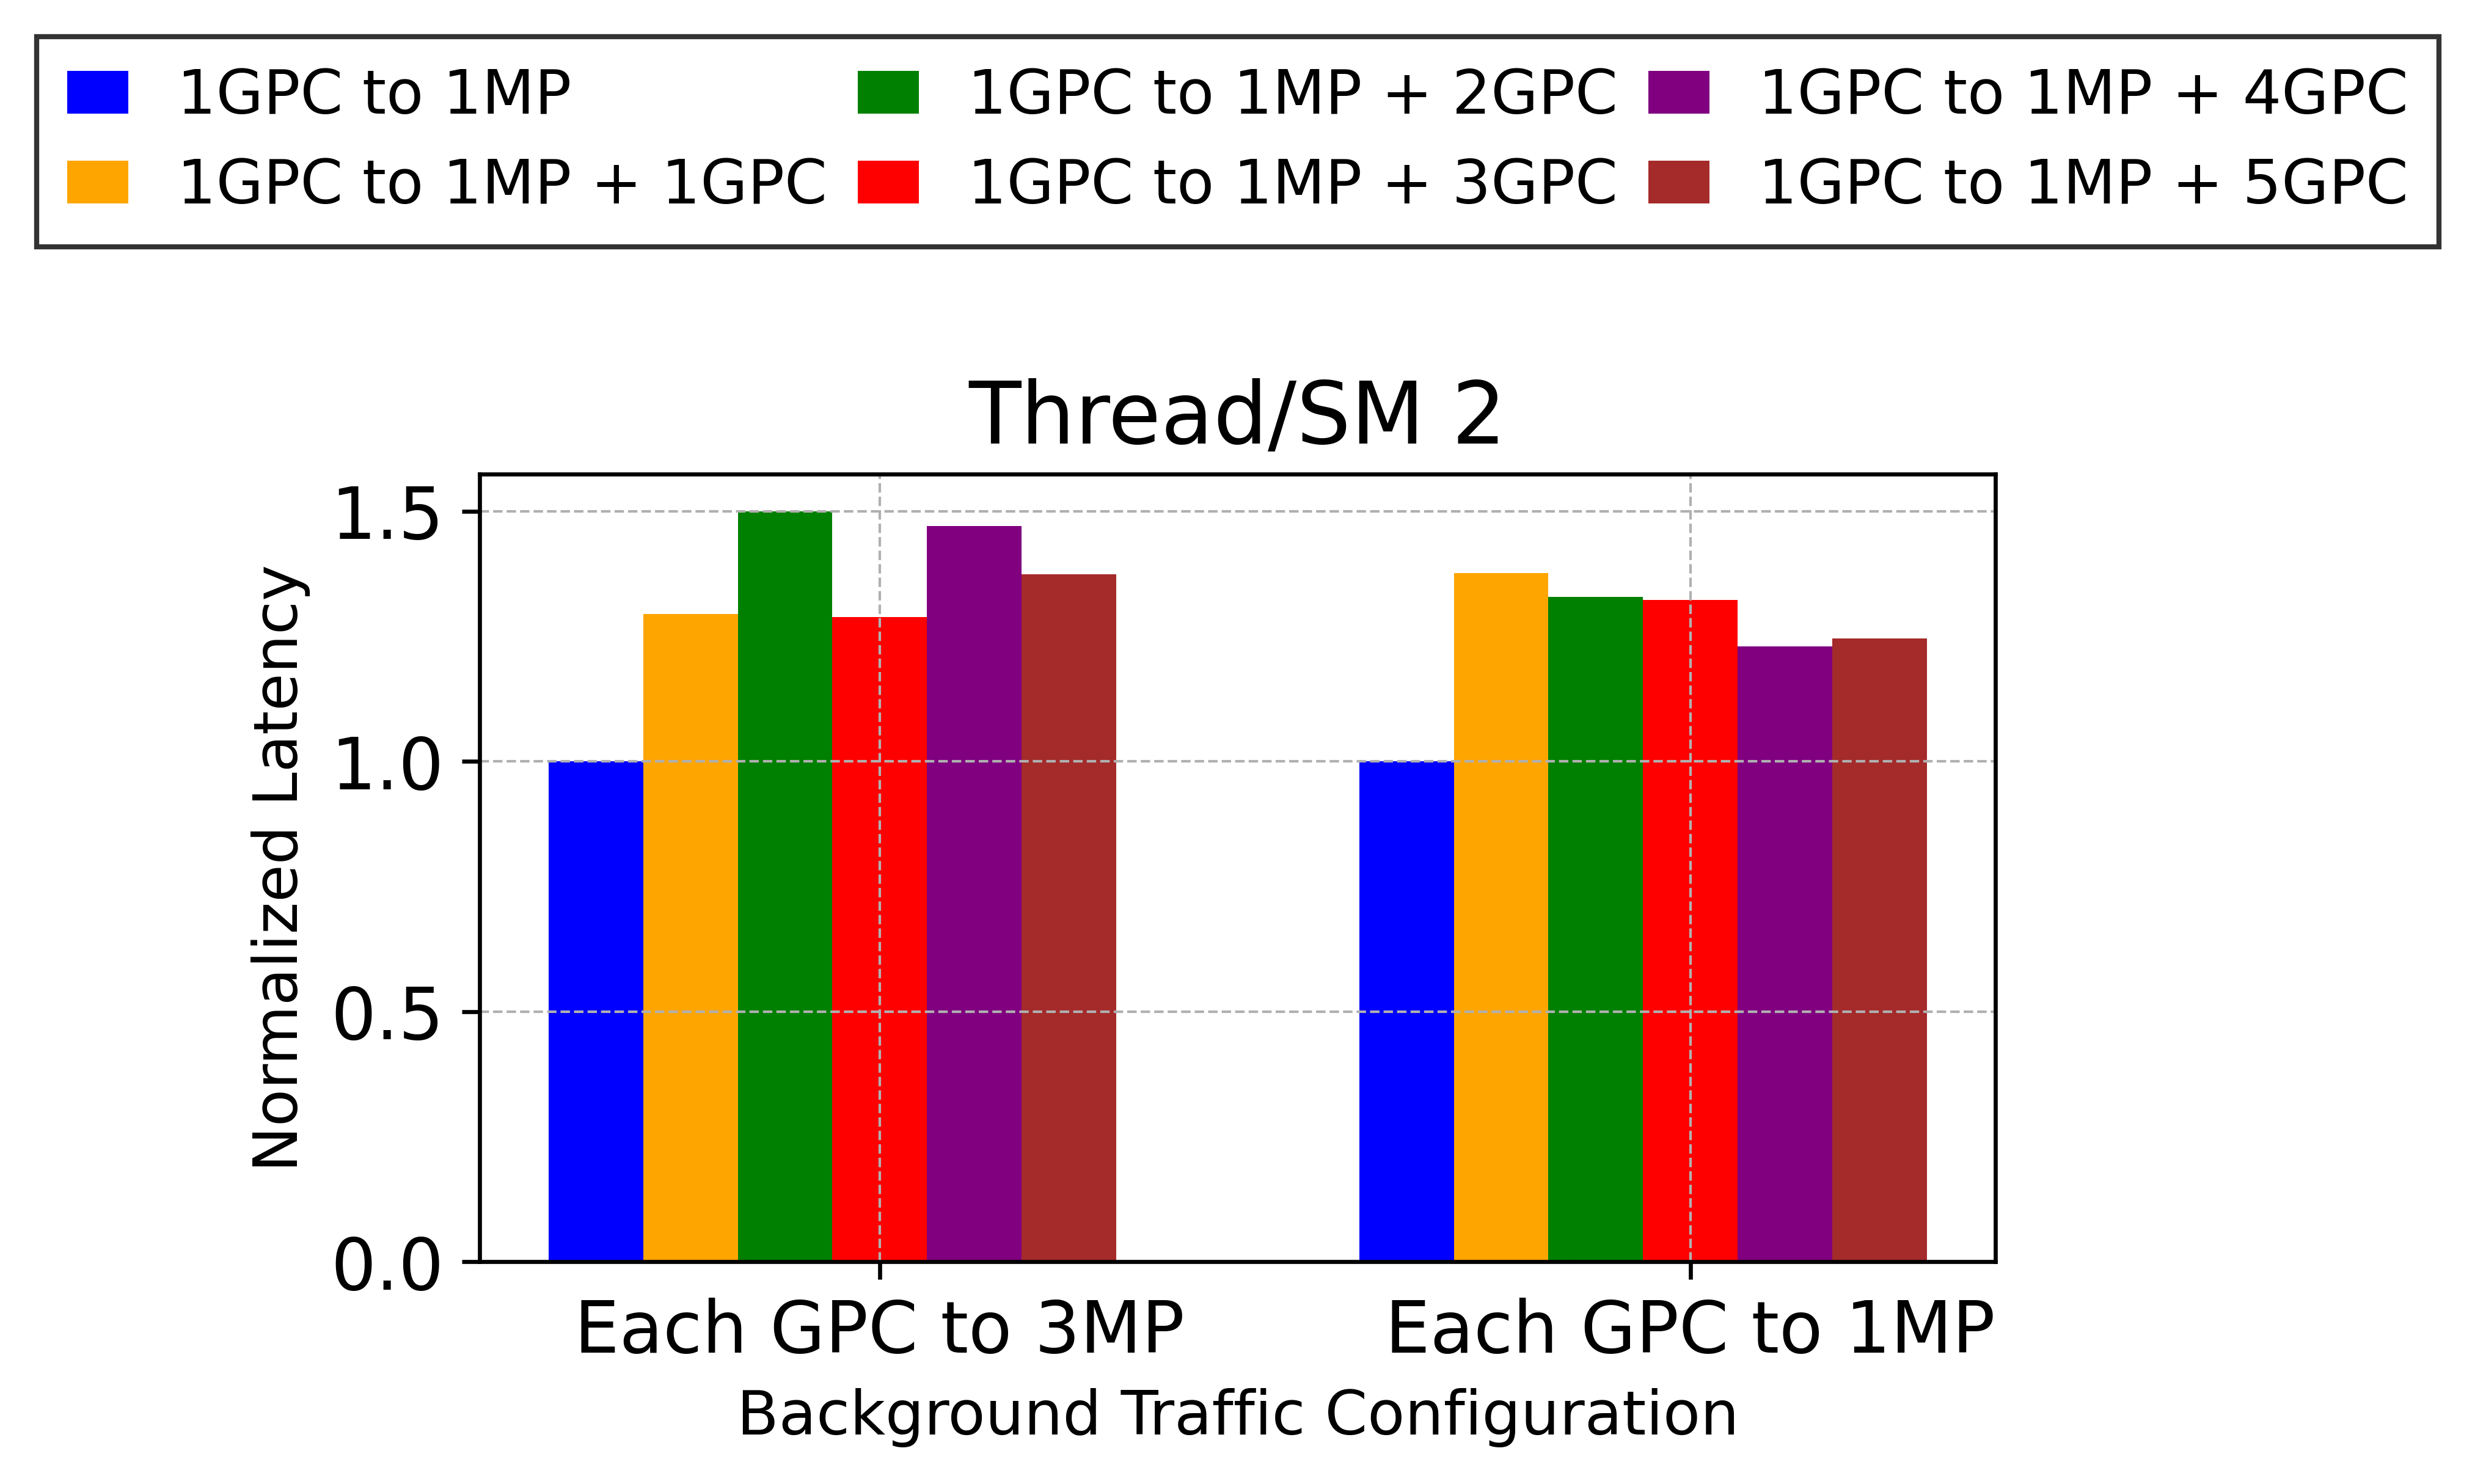 1GPC to 1MP
1GPC to 1MP + 1GPC
1GPC to 1MP + 2GPC
1GPC to 1MP + 3GPC
1GPC to 1MP + 4GPC
1GPC to 1MP + 5GPC
Thread/SM 2
Normalized Latency
1.5
1.0
0.5
0.0
Each GPC to 3MP
Each GPC to 1MP
Background Traffic Configuration